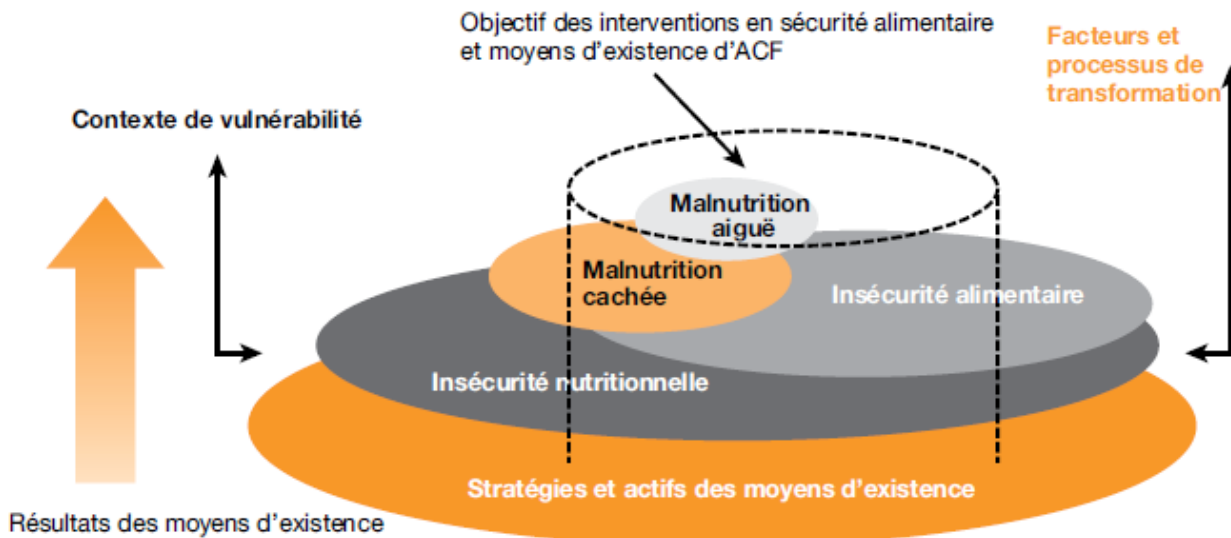 Objectif des interventions en sécurité alimentaire
et moyens d'existence d'ACF
Facteurs et
processus de
transformation
Contexte de vulnérabilité
Malnutrition
aiguë
Malnutrition
cachée
Insécurité alimentaire
Insécurité nutritionnelle
Stratégies et actifs des moyens d'existence
Résultats des moyens d'existence